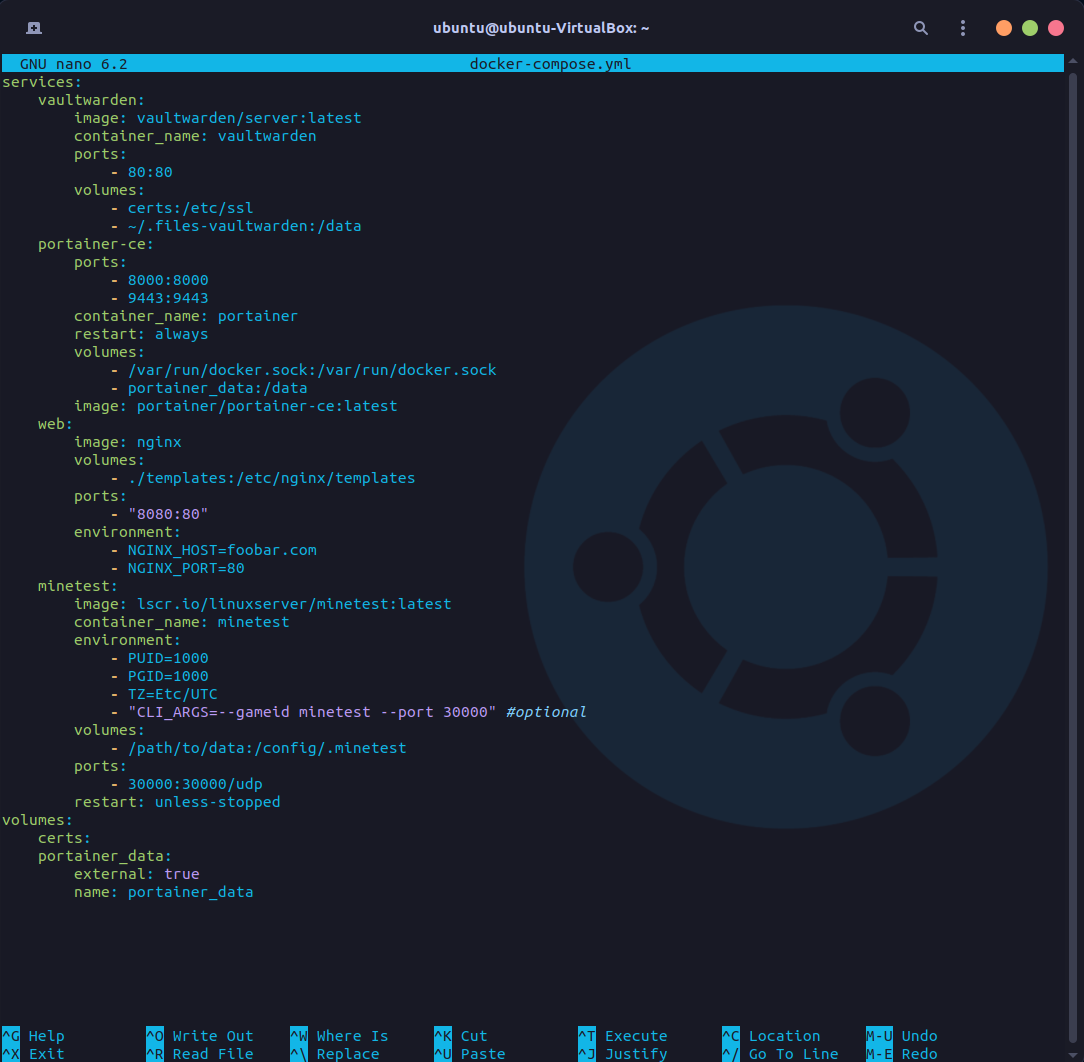 ubuntu@ubuntu-VirtualBox: ~
GNU nano 6.2 docker-compose.yml
services:
    vaultwarden:
        image: vaultwarden/server:latest
        container_name: vaultwarden
        ports:
            - 80:80
        volumes:
            - certs:/etc/ssl
            - ~/.files-vaultwarden:/data
    portainer-ce:
        ports:
            - 8000:8000
            - 9443:9443
        container_name: portainer
        restart: always
        volumes:
            - /var/run/docker.sock:/var/run/docker.sock
            - portainer_data:/data
        image: portainer/portainer-ce:latest
    web:
        image: nginx
        volumes:
            - ./templates:/etc/nginx/templates
        ports:
            - "8080:80"
        environment:
            - NGINX_HOST=foobar.com
            - NGINX_PORT=80
    minetest:
        image: lscr.io/linuxserver/minetest:latest
        container_name: minetest
        environment:
            - PUID=1000
            - PGID=1000
            - TZ=Etc/UTC
            - "CLI_ARGS=--gameid minetest --port 30000" #optional
        volumes:
            - /path/to/data:/config/.minetest
        ports:
            - 30000:30000/udp
        restart: unless-stopped
volumes:
    certs:
    portainer_data:
        external: true
        name: portainer_data
^G Help ^O Write Out ^W Where Is ^K Cut ^T Execute ^C Location M-U Undo
^X Exit ^R Read File ^\ Replace ^U Paste ^J Justify ^/ Go To Line M-E Redo